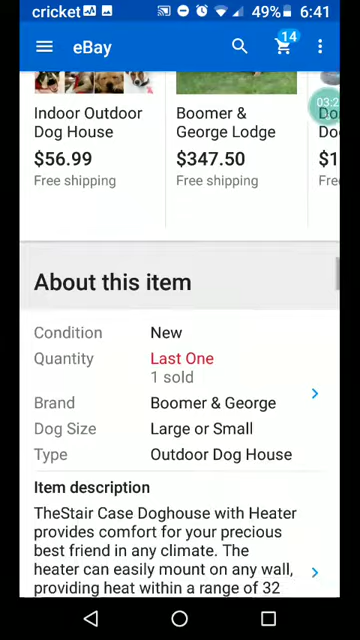 cricket 49% 6:41
eBay 14
03:2
Indoor Outdoor Boomer &
Dog House George Lodge
$56.99 $347.50 $1
Free shipping Free shipping Fre
About this item
Condition New
Quantity Last One
1 sold
Brand Boomer & George
Dog Size Large or Small
Type Outdoor Dog House
Item description
TheStair Case Doghouse with Heater
provides comfort for your precious
best friend in any climate. The
heater can easily mount on any wall,
providing heat within a range of 32